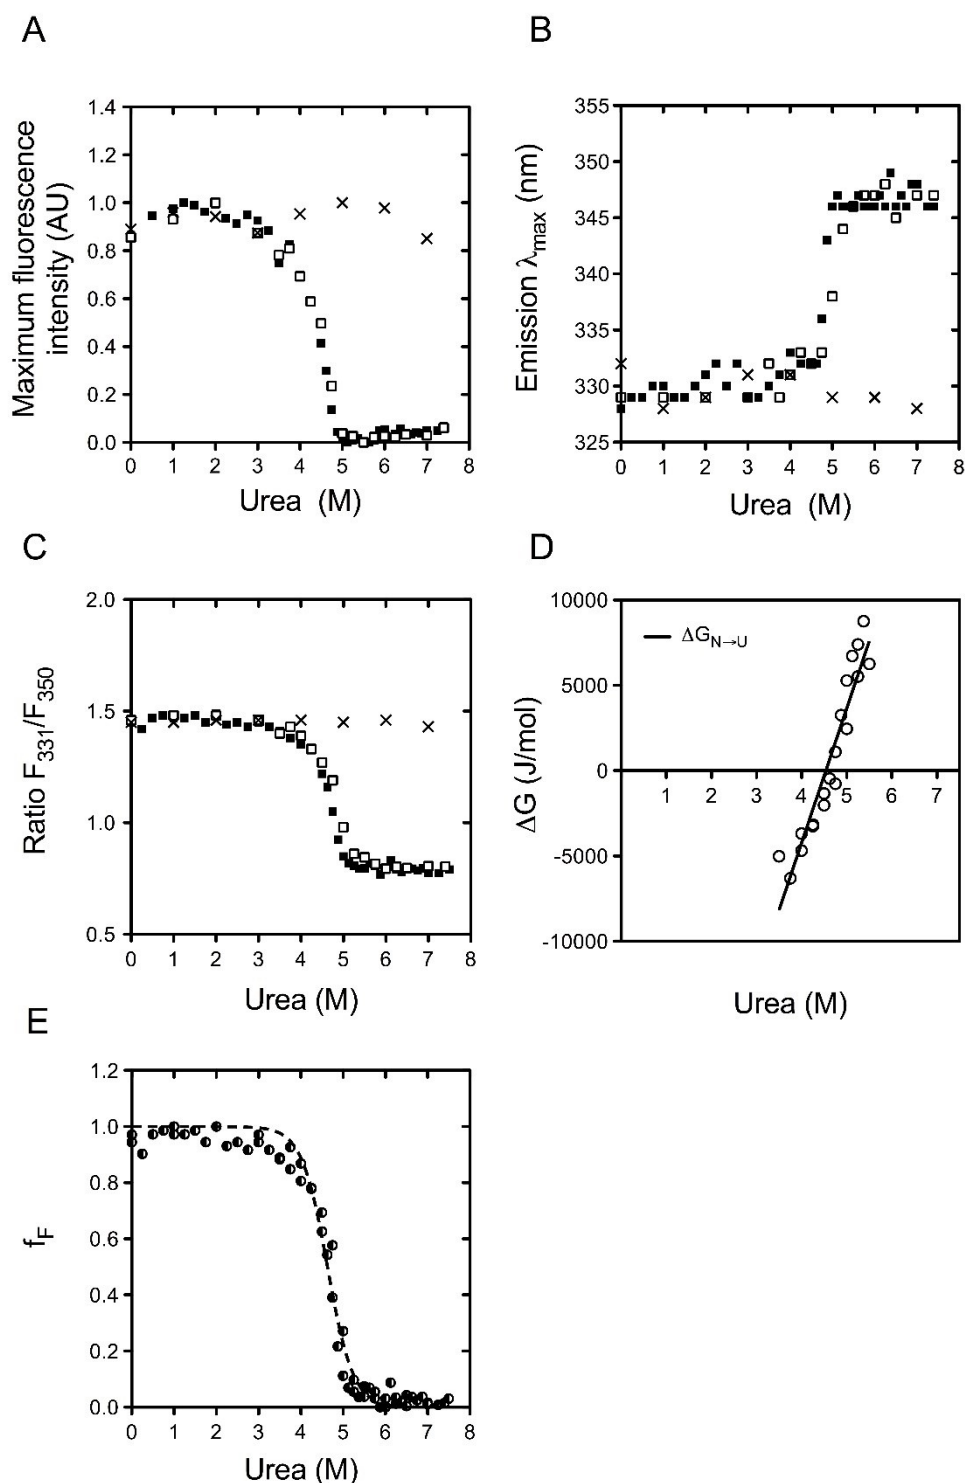 A
Maximum fluorescence
intensity (AU)
1.4
1.2
1.0
0.8
0.6
0.4
0.2
0.0
0 1 2 3 4 5 6 7 8
Urea (M)
B
Emission λmax (nm)
355
350
345
340
335
330
325
0 1 2 3 4 5 6 7 8
Urea (M)
C
Ratio F331/F350
2.0
1.5
1.0
0.5
0 1 2 3 4 5 6 7 8
Urea (M)
D
ΔG (J/mol)
10000
5000
0
-5000
-10000
ΔGN→U
1 2 3 4 5 6 7
Urea (M)
E
fF
1.2
1.0
0.8
0.6
0.4
0.2
0.0
0 1 2 3 4 5 6 7 8
Urea (M)